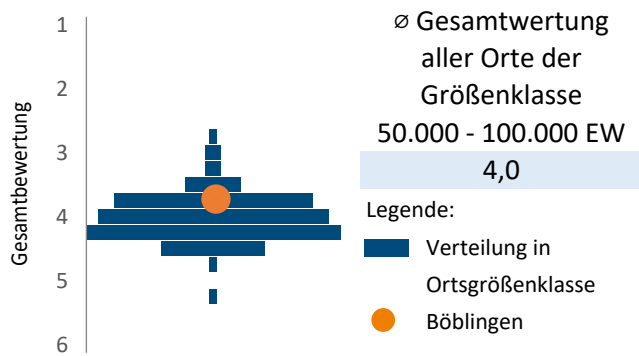 1
2
3
4
5
6
Gesamtbewertung
⌀ Gesamtwertung
aller Orte der
Größenklasse
50.000 - 100.000 EW
4,0
Legende:
Verteilung in
Ortsgrößenklasse
Böblingen